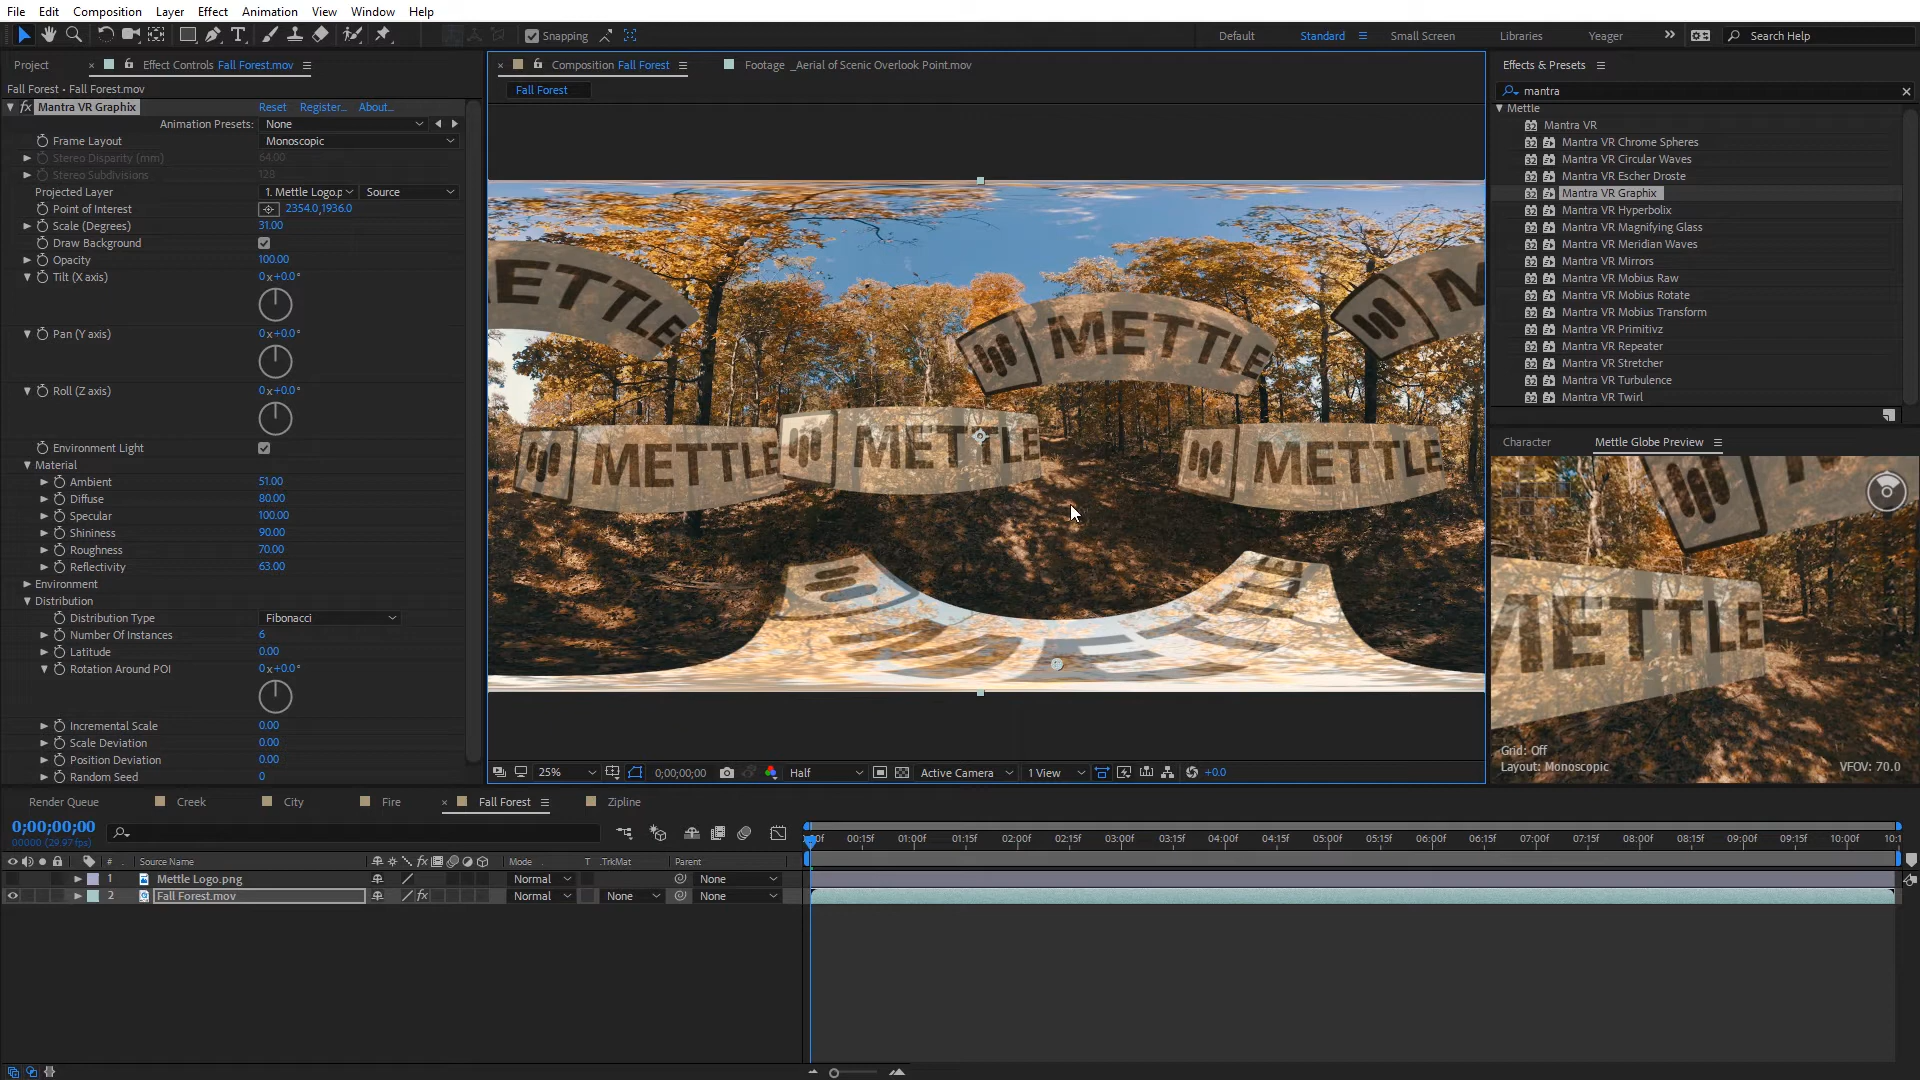 File Edit Composition Layer Effect Animation View Window Help
Snapping
Default Standard Small Screen Libraries Yeager Search Help
Project
Effect Controls Fall Forest.mov
Fall Forest • Fall Forest.mov
Mantra VR Graphix Reset Register... About...
Animation Presets: None
Frame Layout Monoscopic
Stereo Disparity (mm) 64.00
Stereo Subdivisions 128
Projected Layer 1. Mettle Logo.p Source
Point of Interest 2354.0,1936.0
Scale (Degrees) 31.00
Draw Background
Opacity 100.00
Tilt (X axis) 0 x+0.0°
Pan (Y axis) 0 x+0.0°
Roll (Z axis) 0 x+0.0°
Environment Light
Material
Ambient 51.00
Diffuse 80.00
Specular 100.00
Shininess 90.00
Roughness 70.00
Reflectivity 63.00
Environment
Distribution
Distribution Type Fibonacci
Number Of Instances 6
Latitude 0.00
Rotation Around POI 0 x+0.0°
Incremental Scale 0.00
Scale Deviation 0.00
Position Deviation 0.00
Random Seed 0
Composition Fall Forest
Footage _Aerial of Scenic Overlook Point.mov
Fall Forest
METTLE
METTLE
METTLE
METTLE
METTLE
25% 0;00;00;00 Half Active Camera 1 View +0.0
Effects & Presets
mantra
Mettle
Mantra VR
Mantra VR Chrome Spheres
Mantra VR Circular Waves
Mantra VR Escher Droste
Mantra VR Graphix
Mantra VR Hyperbolix
Mantra VR Magnifying Glass
Mantra VR Meridian Waves
Mantra VR Mirrors
Mantra VR Mobius Raw
Mantra VR Mobius Rotate
Mantra VR Mobius Transform
Mantra VR Primitivz
Mantra VR Repeater
Mantra VR Stretcher
Mantra VR Turbulence
Mantra VR Twirl
Character Mettle Globe Preview
METTLE
Grid: Off
Layout: Monoscopic VFOV: 70.0
Render Queue Creek City Fire Fall Forest Zipline
0;00;00;00
00000 (29.97 fps)
00:15f 01:00f 01:15f 02:00f 02:15f 03:00f 03:15f 04:00f 04:15f 05:00f 05:15f 06:00f 06:15f 07:00f 07:15f 08:00f 08:15f 09:00f 09:15f 10:00f 10:1
# Source Name Mode T .TrkMat Parent
1 Mettle Logo.png Normal None
2 Fall Forest.mov Normal None None